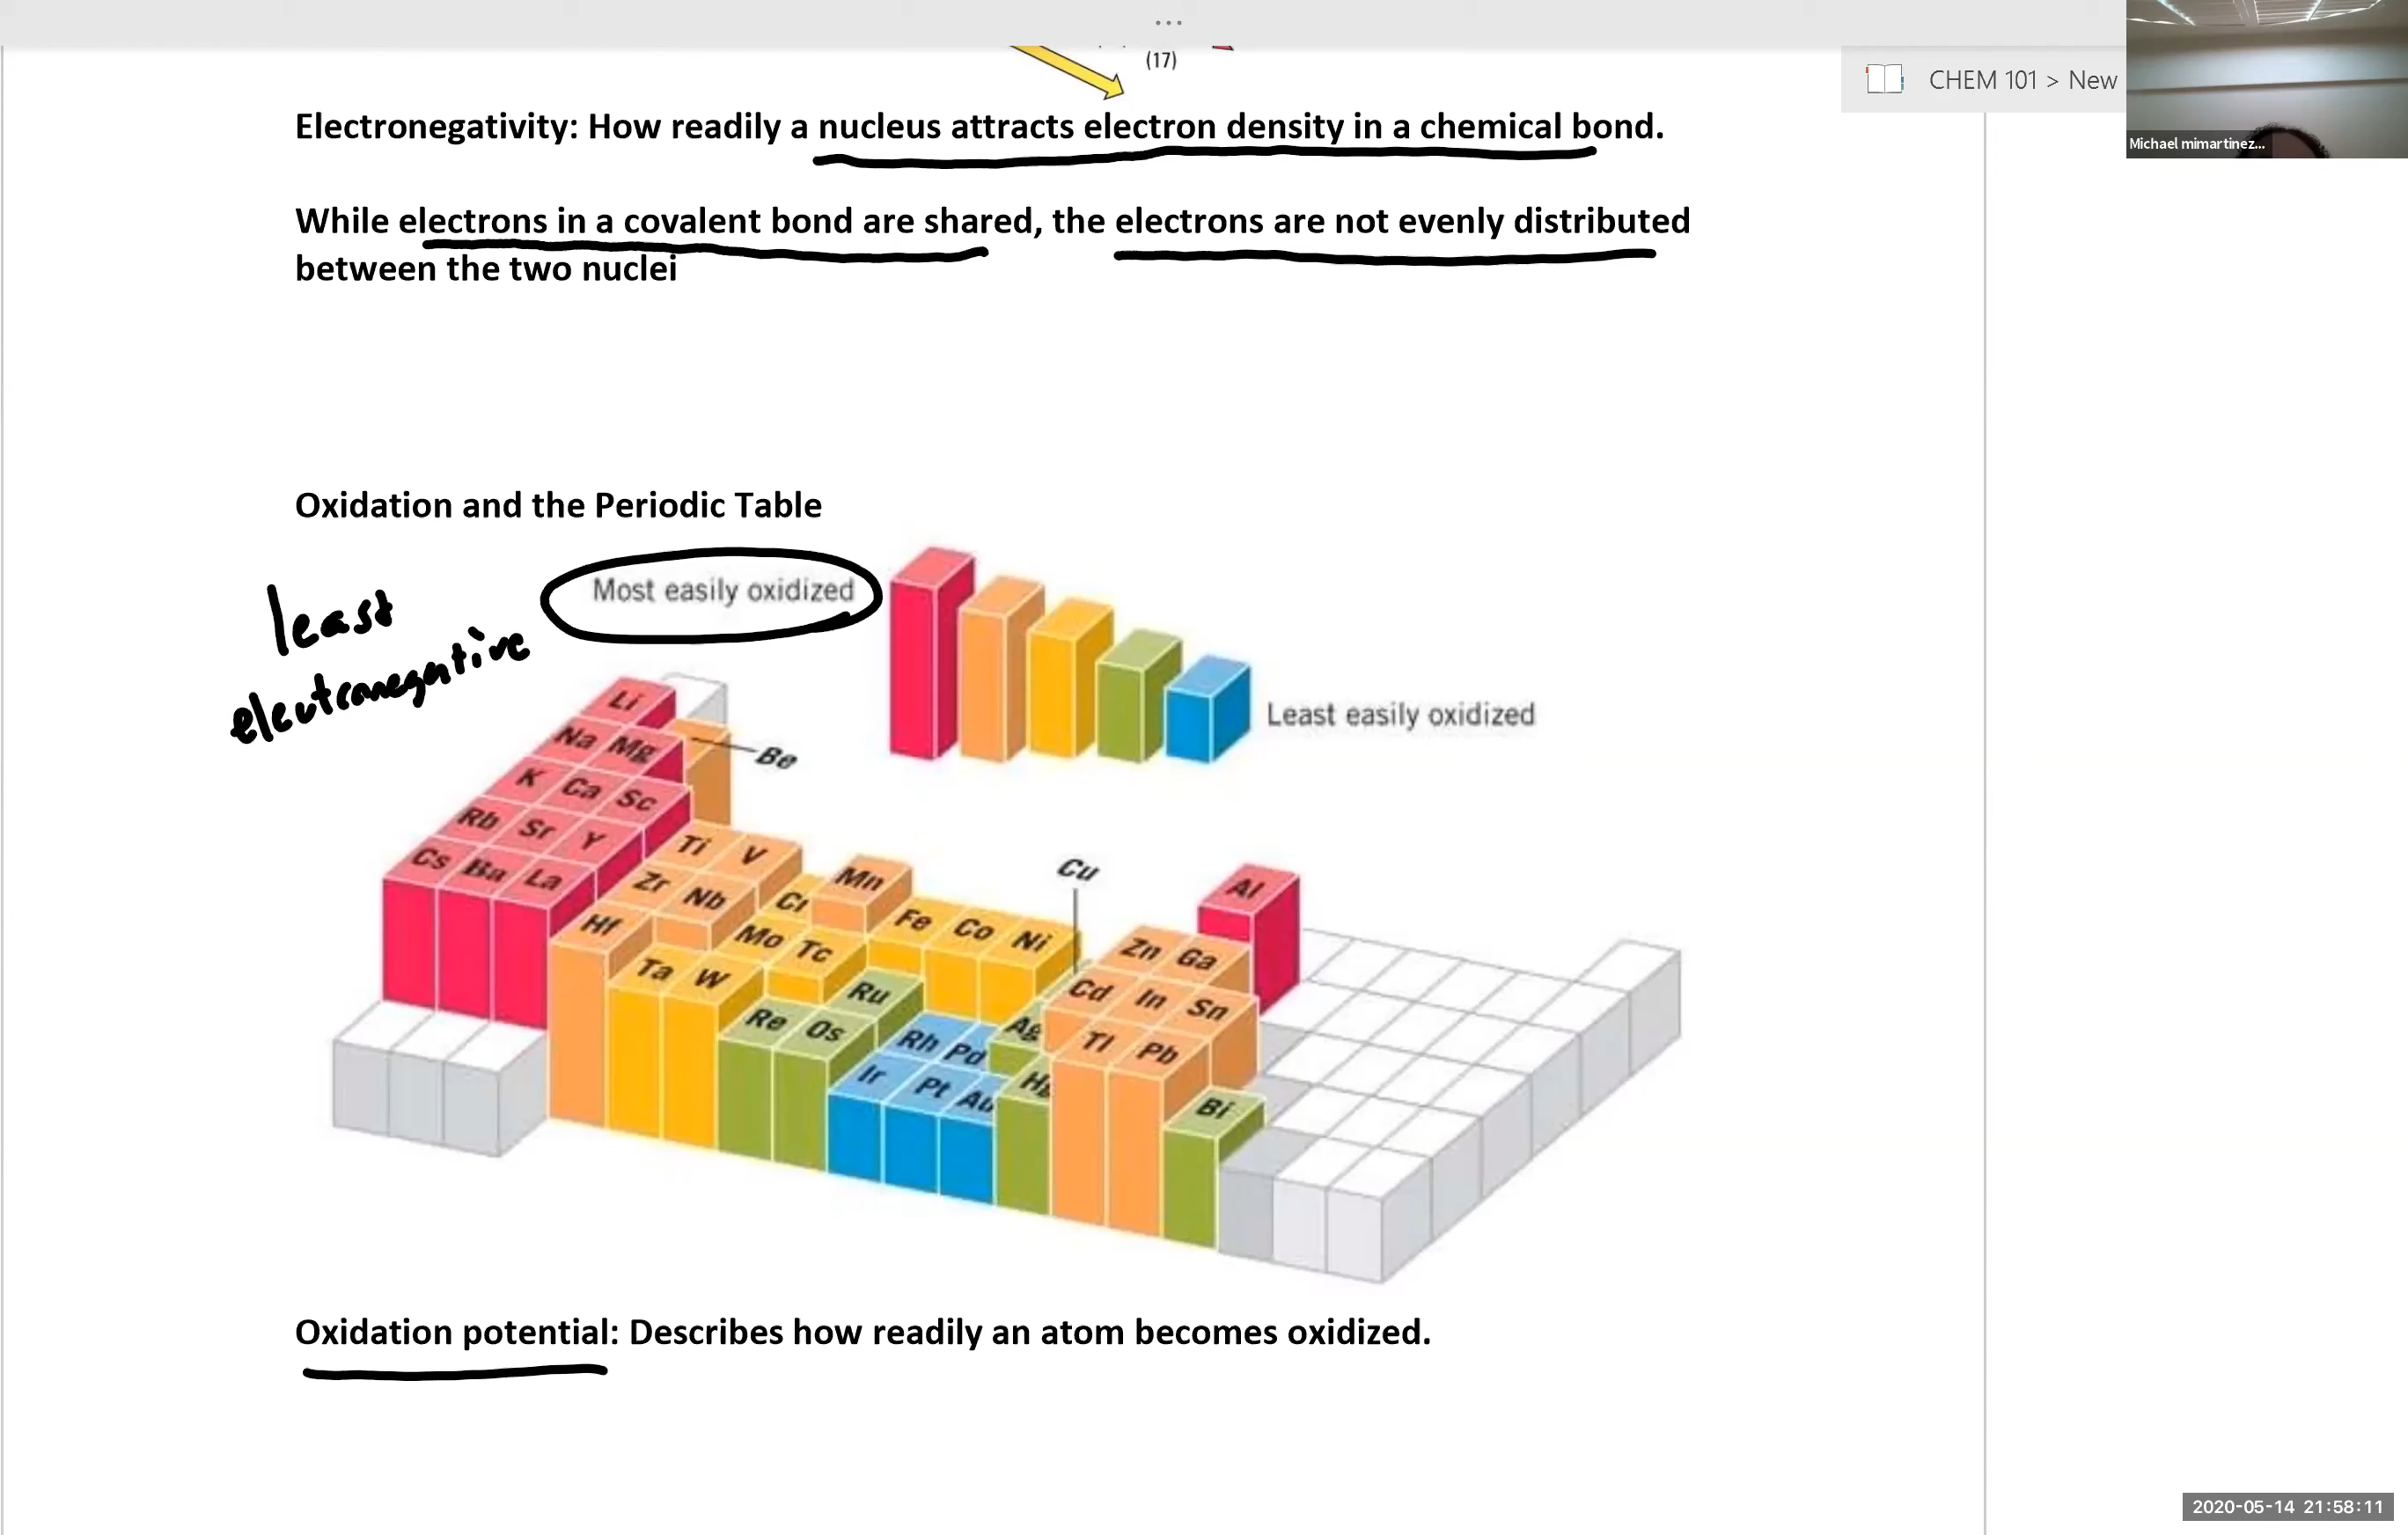 ...
(17)
CHEM 101 > New
Michael mimartinez...
Electronegativity: How readily a nucleus attracts electron density in a chemical bond.
While electrons in a covalent bond are shared, the electrons are not evenly distributed
between the two nuclei
Oxidation and the Periodic Table
Most easily oxidized
least
electronegative
Least easily oxidized
Li
Be
Na Mg
K Ca Sc
Rb Sr Y
Cs Ba La
Ti V
Mn
Zr Nb
Cr
Fe Co Ni
Cu
Al
Hf
Mo Tc
Zn Ga
Ta W
Ru
Cd In Sn
Re Os
Rh Pd
Ag
Tl Pb
Ir Pt Au
Hg
Bi
Oxidation potential: Describes how readily an atom becomes oxidized.
2020-05-14 21:58:11